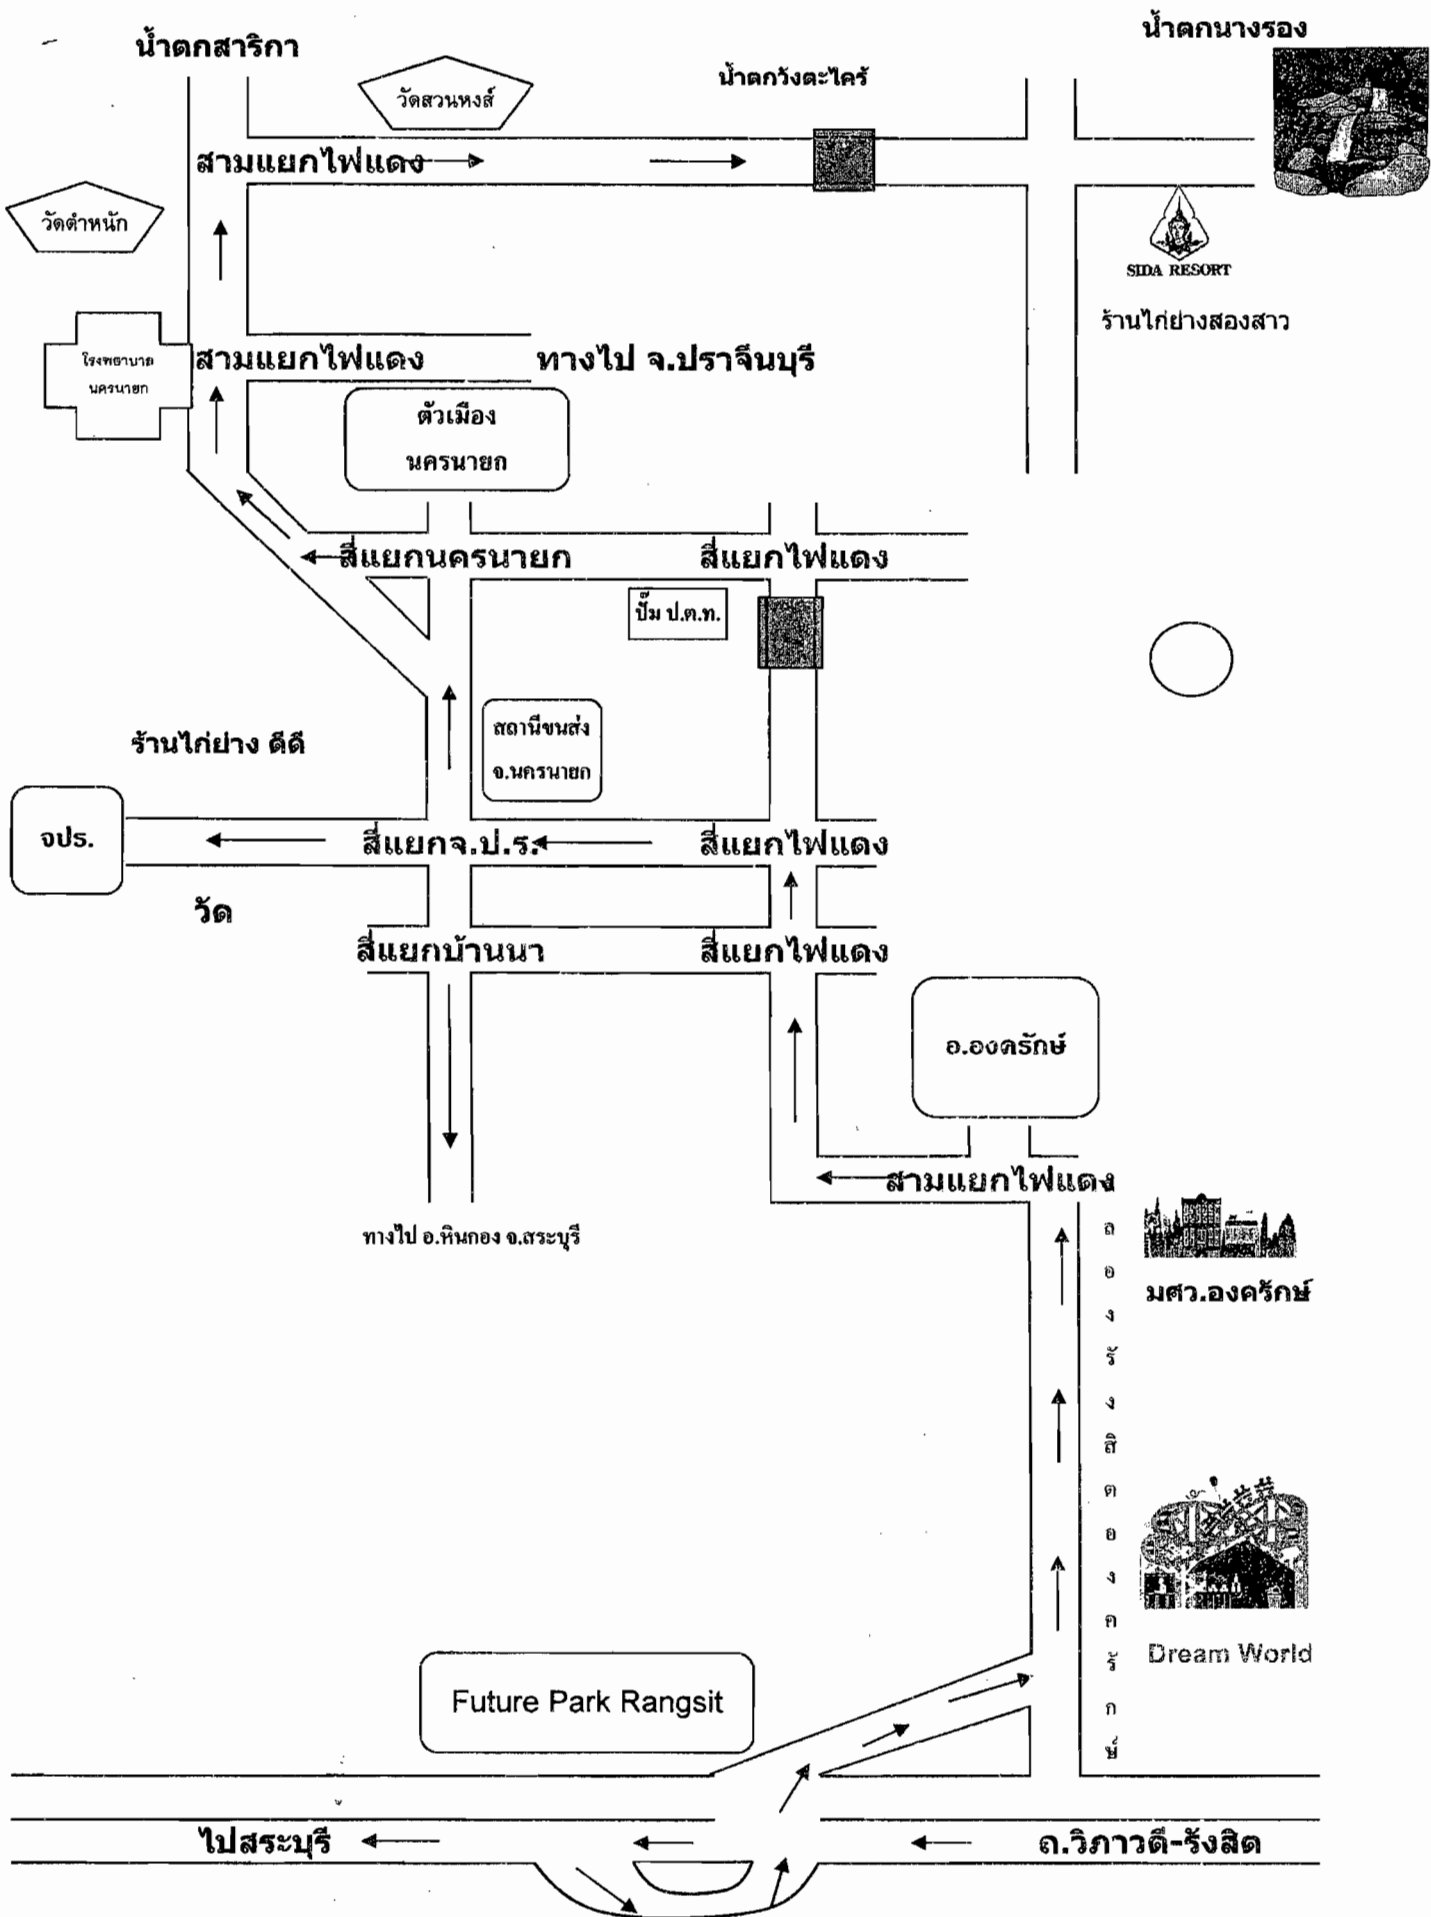 น้ำตกสาริกา
น้ำตกนางรอง
น้ำตกวังตะไคร้
วัดสวนหงส์
สามแยกไฟแดง
วัดตำหนัก
SIDA RESORT
ร้านไก่ย่างสองสาว
โรงพยาบาล
นครนายก
สามแยกไฟแดง
ทางไป จ.ปราจีนบุรี
ตัวเมือง
นครนายก
สี่แยกนครนายก
สี่แยกไฟแดง
ปั๊ม ป.ต.ท.
สถานีขนส่ง
จ.นครนายก
ร้านไก่ย่าง ดีดี
จปร.
สี่แยกจ.ป.ร.
สี่แยกไฟแดง
วัด
สี่แยกบ้านนา
สี่แยกไฟแดง
อ.องครักษ์
สามแยกไฟแดง
ทางไป อ.หินกอง จ.สระบุรี
มศว.องครักษ์
ถองรังสิตองครักษ์
Dream World
Future Park Rangsit
ไปสระบุรี
ถ.วิภาวดี-รังสิต